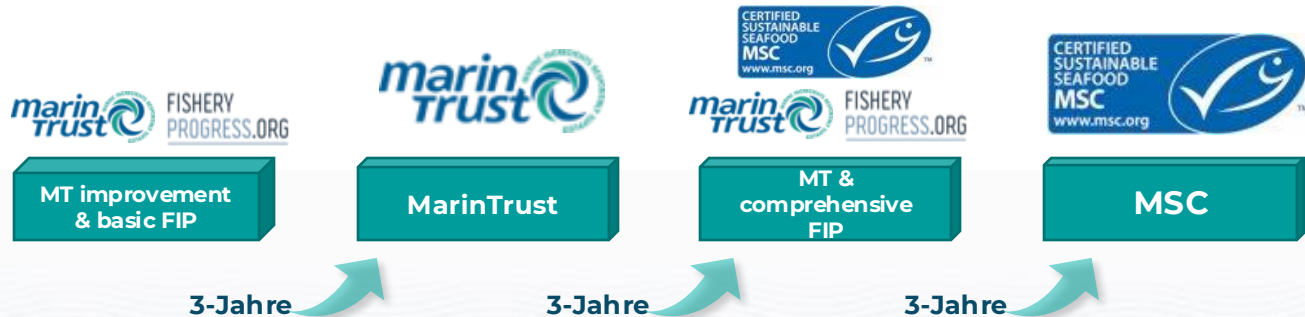 marin
Trust
FISHERY
PROGRESS.ORG
MT improvement
& basic FIP
marin
Trust
MarinTrust
CERTIFIED
SUSTAINABLE
SEAFOOD
MSC
www.msc.org
TM
marin
Trust
FISHERY
PROGRESS.ORG
MT &
comprehensive
FIP
CERTIFIED
SUSTAINABLE
SEAFOOD
MSC
www.msc.org
TM
MSC
3-Jahre
3-Jahre
3-Jahre